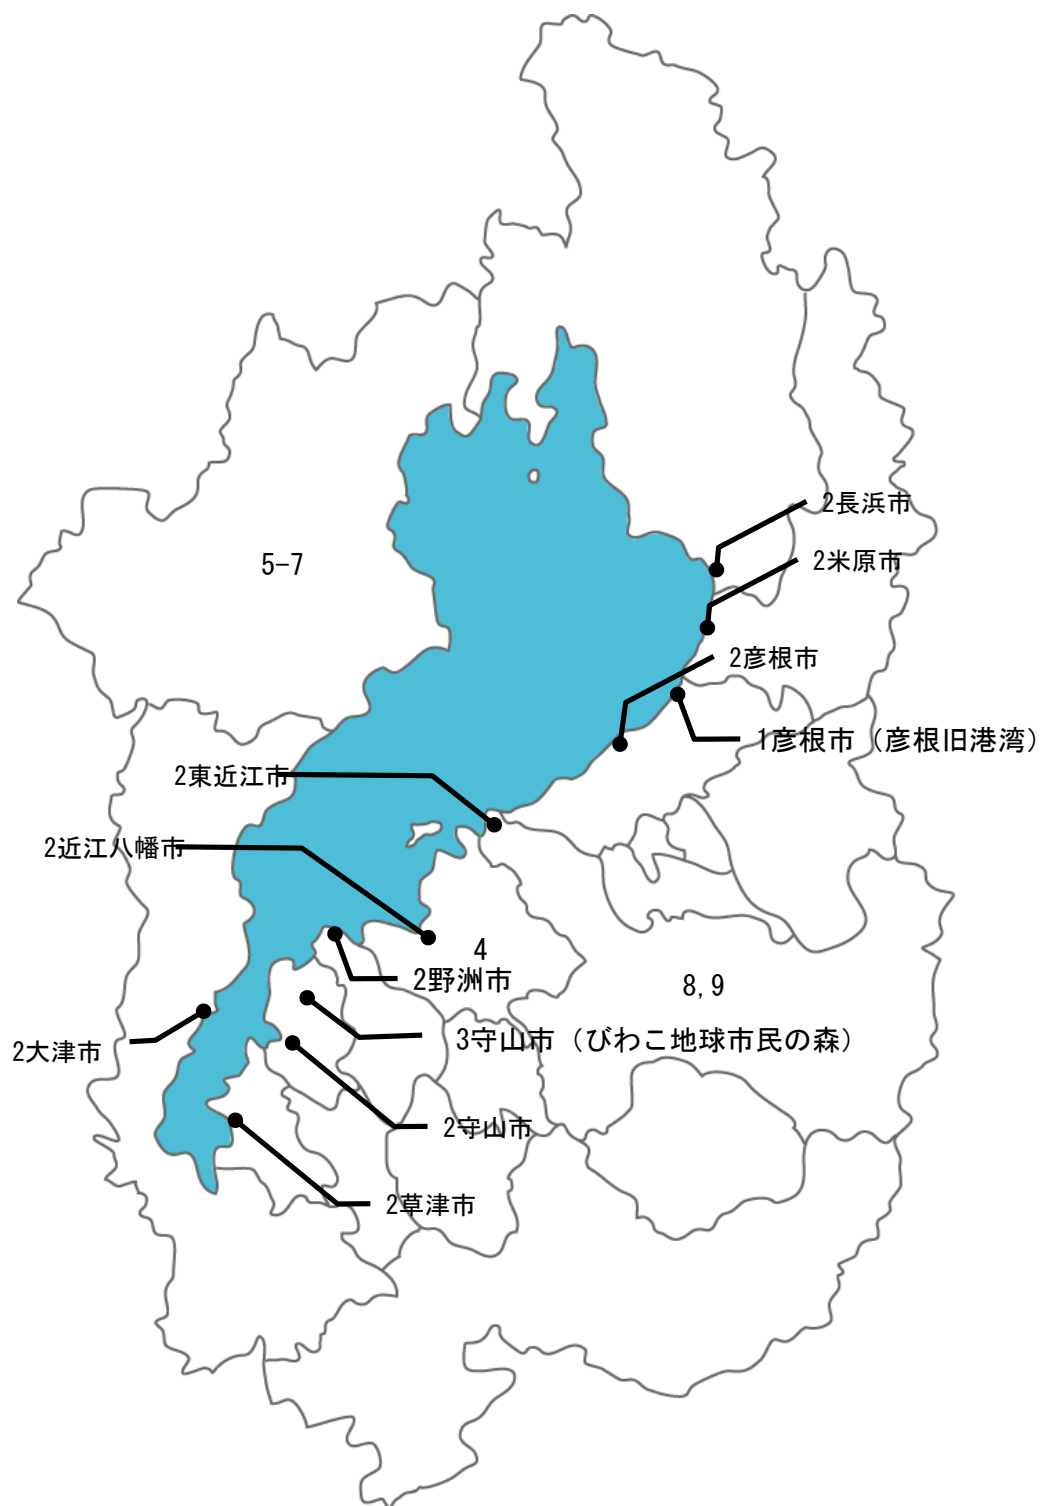 2長浜市
5−7
2米原市
2彦根市
1彦根市（彦根旧港湾）
2東近江市
2近江八幡市
4
2野洲市
8,9
3守山市（びわこ地球市民の森）
2大津市
2守山市
2草津市